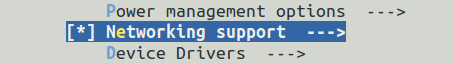 Power management options  --->
[*] Networking support  --->
Device Drivers  --->